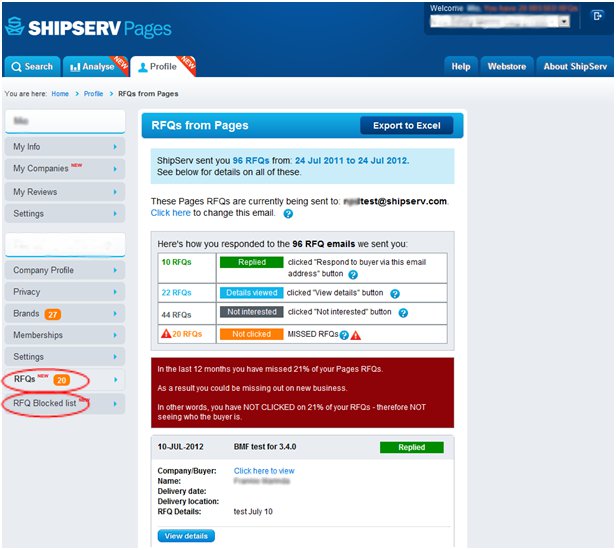 SHIPSERV Pages
Welcome
Search
Analyse NEW
Profile NEW
Help
Webstore
About ShipServ
You are here: Home > Profile > RFQs from Pages
My Info
My Companies NEW
My Reviews
Settings
Company Profile
Privacy
Brands 27
Memberships
Settings
RFQs NEW 20
RFQ Blocked list NEW
RFQs from Pages
Export to Excel
ShipServ sent you 96 RFQs from: 24 Jul 2011 to 24 Jul 2012.
See below for details on all of these.
These Pages RFQs are currently being sent to: test@shipserv.com.
Click here to change this email. ?
Here's how you responded to the 96 RFQ emails we sent you:
10 RFQs Replied clicked "Respond to buyer via this email
address" button ?
22 RFQs Details viewed clicked "View details" button ?
44 RFQs Not interested clicked "Not interested" button ?
20 RFQs Not clicked MISSED RFQs ?
In the last 12 months you have missed 21% of your Pages RFQs.
As a result you could be missing out on new business.
In other words, you have NOT CLICKED on 21% of your RFQs - therefore NOT
seeing who the buyer is.
10-JUL-2012 BMF test for 3.4.0 Replied
Company/Buyer: Click here to view
Name:
Delivery date:
Delivery location:
RFQ Details: test July 10
View details